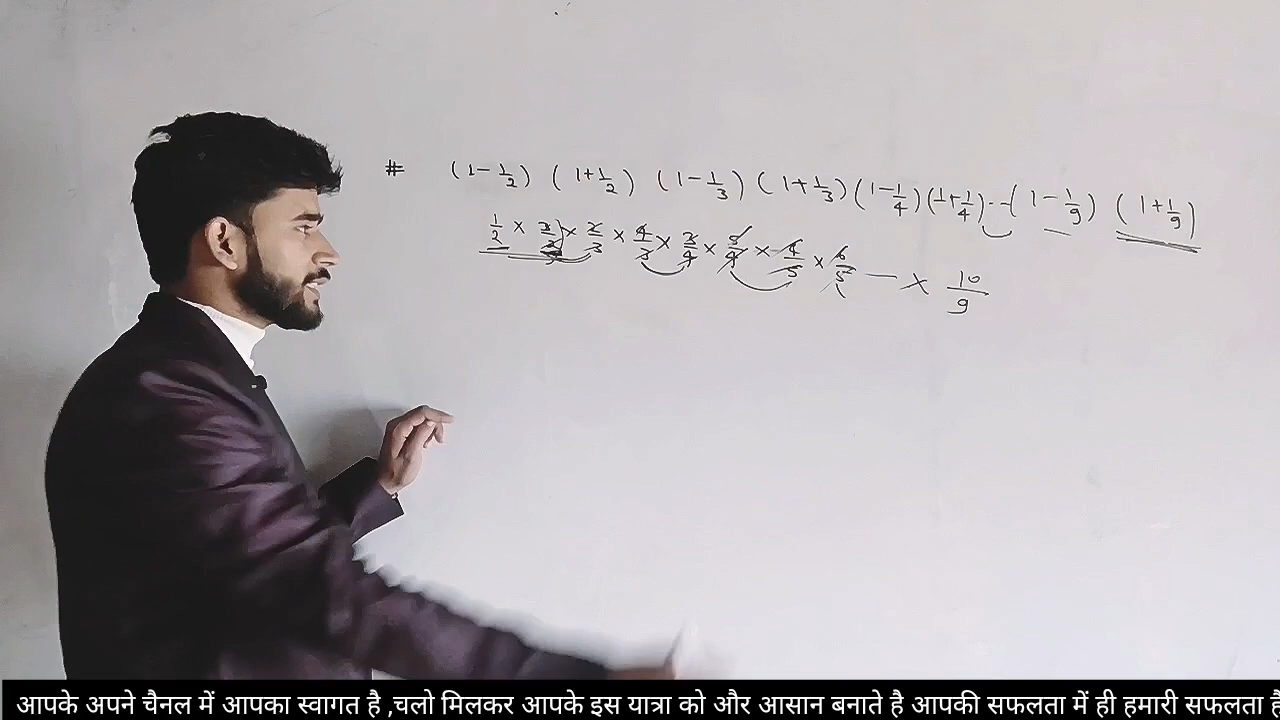 # (1-1/2) (1+1/2) (1-1/3) (1+1/3) (1-1/4) (1+1/4) -- (1-1/9) (1+1/9)
1/2 × 3/2 × 2/3 × 4/3 × 3/4 × 5/4 × 4/5 × 6/5 — × 10/9
आपके अपने चैनल में आपका स्वागत है ,चलो मिलकर आपके इस यात्रा को और आसान बनाते है आपकी सफलता में ही हमारी सफलता है